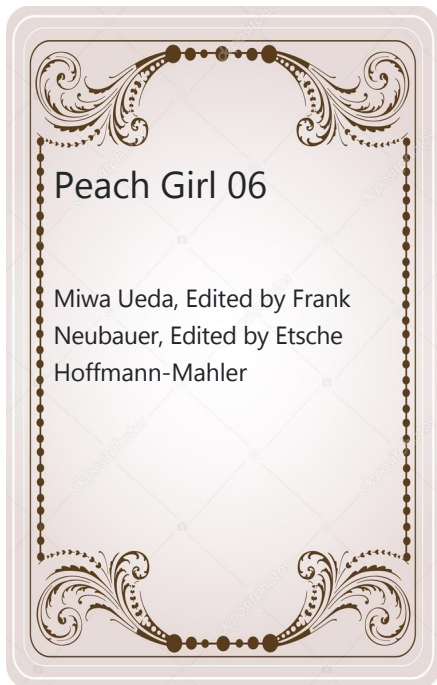 Peach Girl 06
Miwa Ueda, Edited by Frank
Neubauer, Edited by Etsche
Hoffmann-Mahler